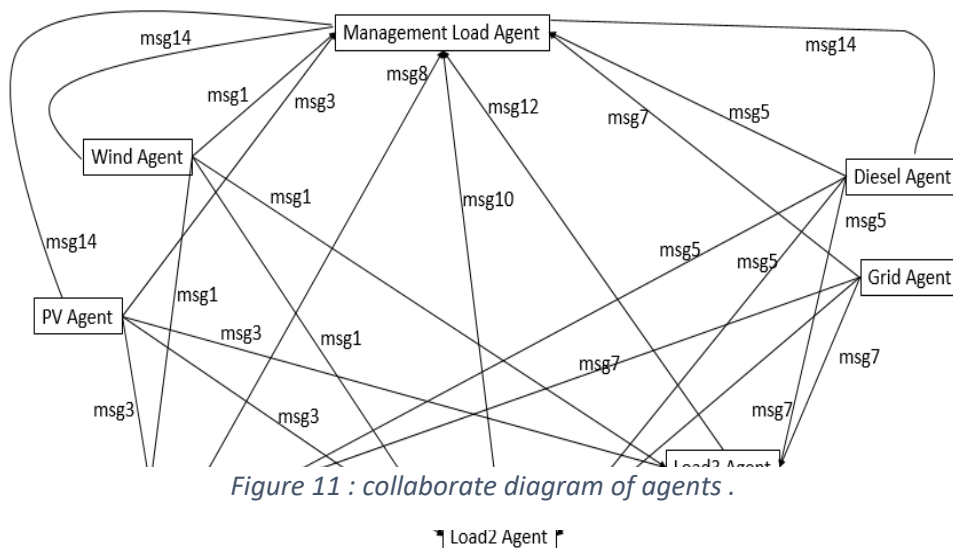 Management Load Agent
msg14
msg14
msg8
msg1
msg3
msg12
msg7
msg5
Wind Agent
Diesel Agent
msg1
msg10
msg5
msg14
msg5
msg5
Grid Agent
msg1
PV Agent
msg3
msg1
msg7
msg7
msg3
msg3
msg7
Load3 Agent
Figure 11 : collaborate diagram of agents .
Load2 Agent